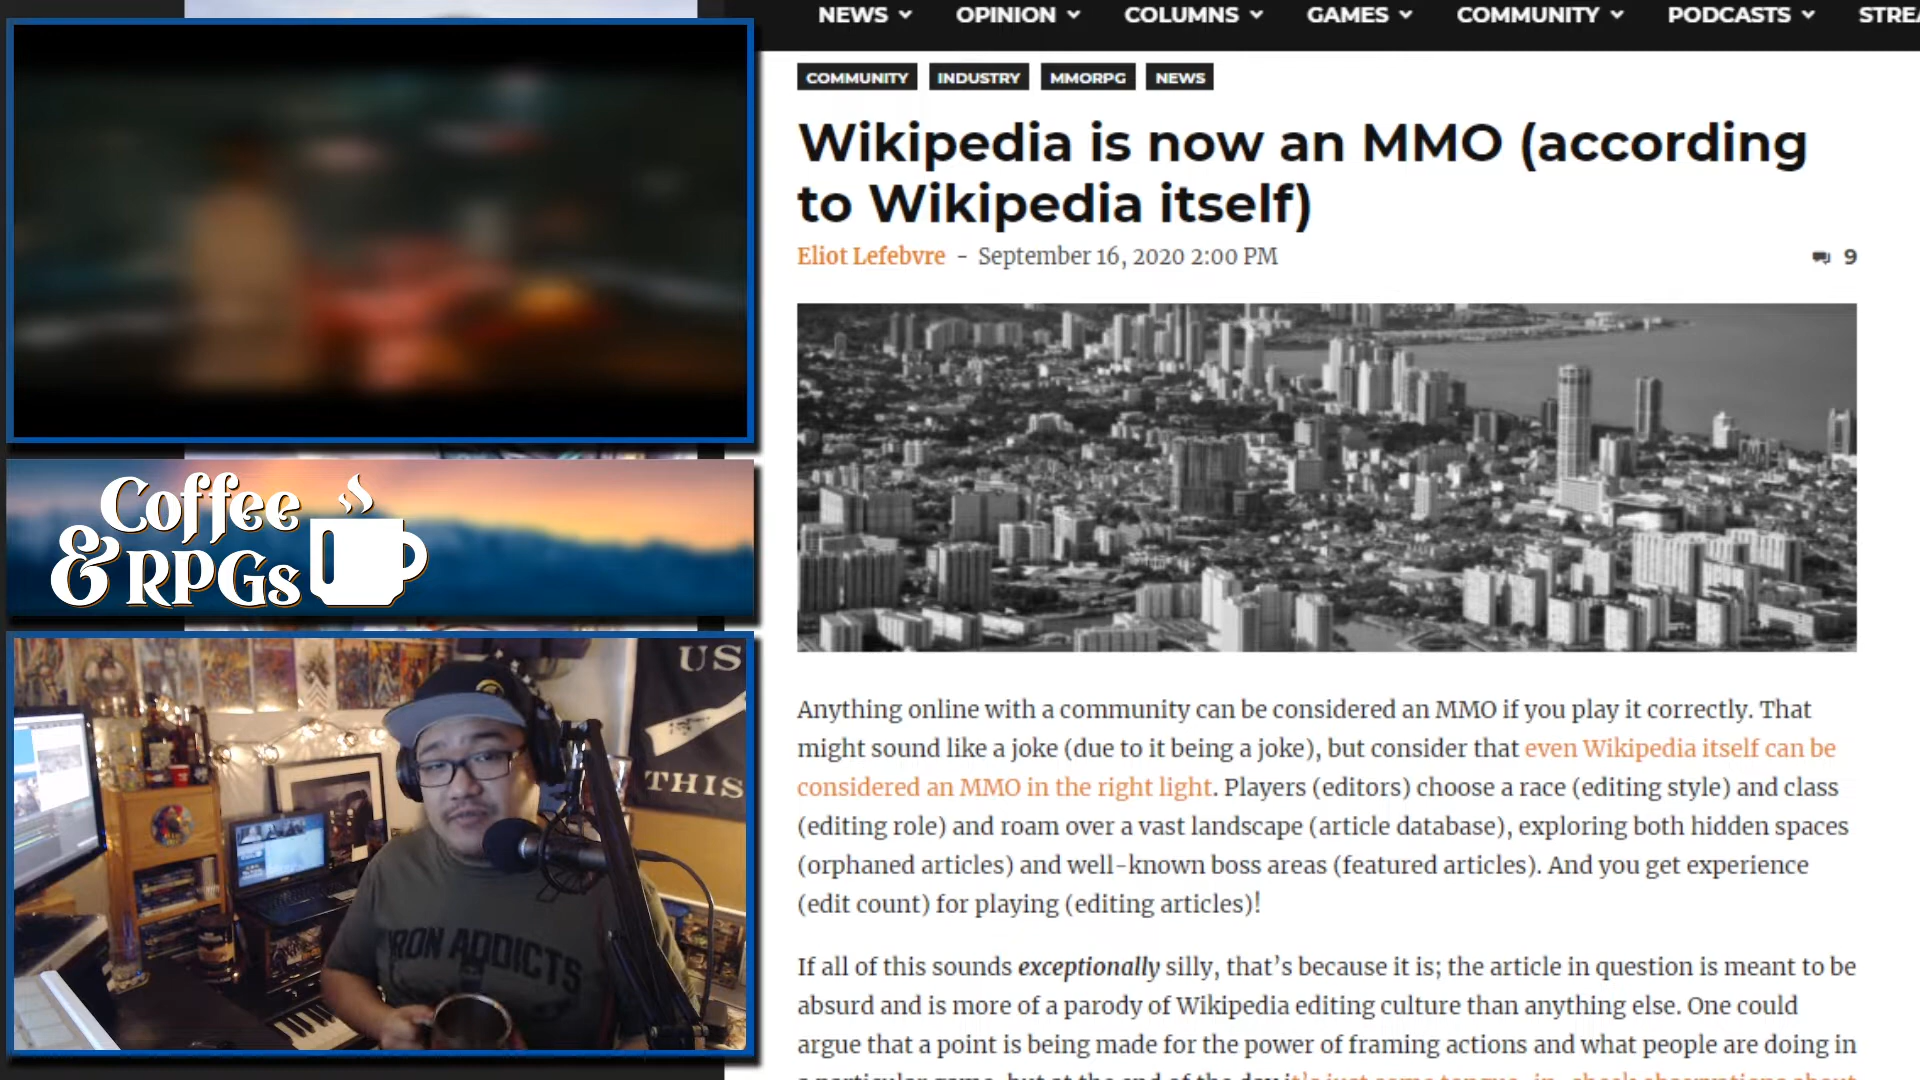 NEWS OPINION COLUMNS GAMES COMMUNITY PODCASTS
COMMUNITY INDUSTRY MMORPG NEWS
Wikipedia is now an MMO (according
to Wikipedia itself)
Eliot Lefebvre - September 16, 2020 2:00 PM 9
Anything online with a community can be considered an MMO if you play it correctly. That
might sound like a joke (due to it being a joke), but consider that even Wikipedia itself can be
considered an MMO in the right light. Players (editors) choose a race (editing style) and class
(editing role) and roam over a vast landscape (article database), exploring both hidden spaces
(orphaned articles) and well-known boss areas (featured articles). And you get experience
(edit count) for playing (editing articles)!
If all of this sounds exceptionally silly, that's because it is; the article in question is meant to be
absurd and is more of a parody of Wikipedia editing culture than anything else. One could
argue that a point is being made for the power of framing actions and what people are doing in
Coffee
& RPGs
US
THIS
IRON ADDICTS